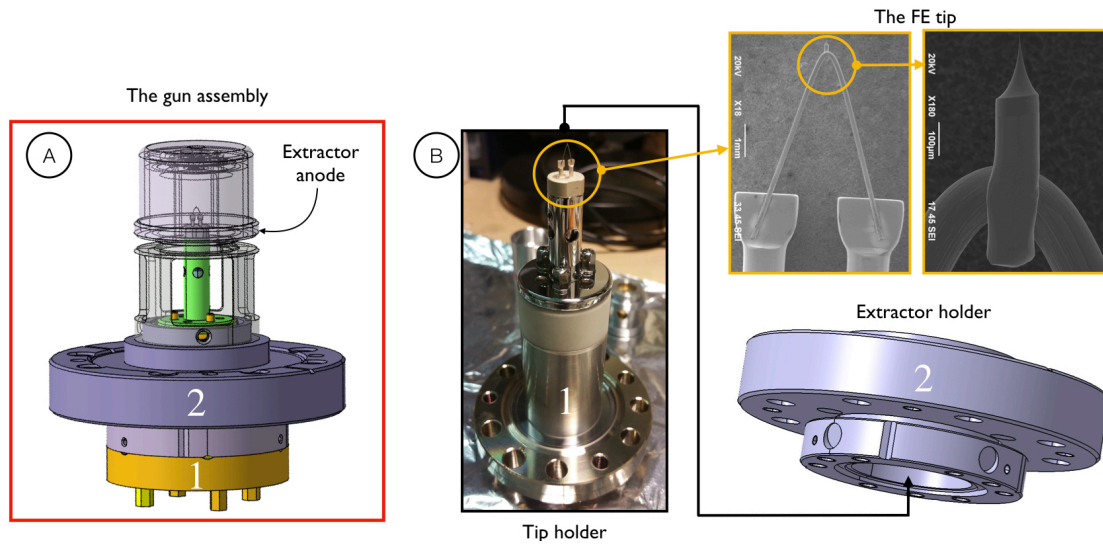 The FE tip
The gun assembly
A
Extractor
anode
2
1
B
1
Tip holder
20kV
X18
1mm
33.45 SEI
20kV
X180
100µm
17.45 SEI
Extractor holder
2